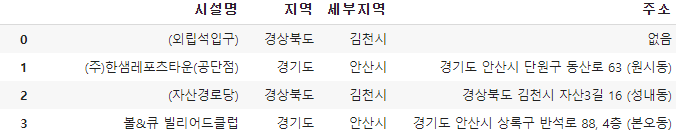 시설명 지역 세부지역 주소
0 (외립석입구) 경상북도 김천시 없음
1 (주)한샘레포츠타운(공단점) 경기도 안산시 경기도 안산시 단원구 동산로 63 (원시동)
2 (자산경로당) 경상북도 김천시 경상북도 김천시 자산3길 16 (성내동)
3 볼&큐 빌리어드클럽 경기도 안산시 경기도 안산시 상록구 반석로 88, 4층 (본오동)